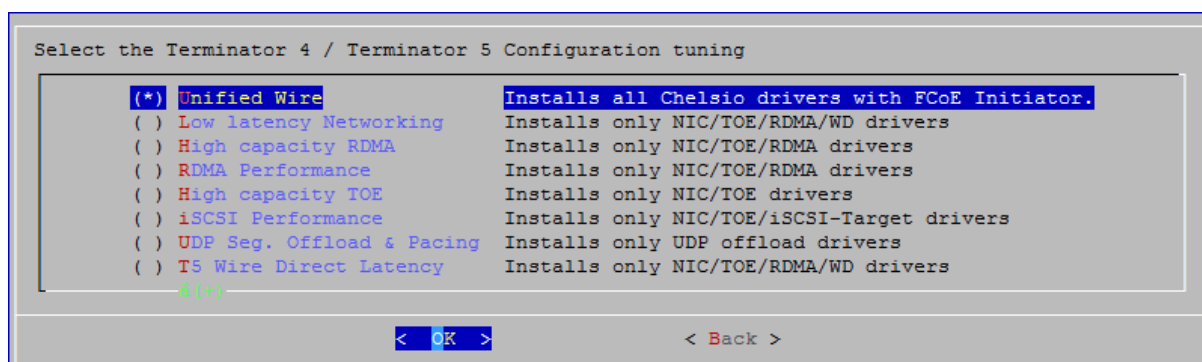 Select the Terminator 4 / Terminator 5 Configuration tuning
(*) Unified Wire Installs all Chelsio drivers with FCoE Initiator.
( ) Low latency Networking Installs only NIC/TOE/RDMA/WD drivers
( ) High capacity RDMA Installs only NIC/TOE/RDMA drivers
( ) RDMA Performance Installs only NIC/TOE/RDMA drivers
( ) High capacity TOE Installs only NIC/TOE drivers
( ) iSCSI Performance Installs only NIC/TOE/iSCSI-Target drivers
( ) UDP Seg. Offload & Pacing Installs only UDP offload drivers
( ) T5 Wire Direct Latency Installs only NIC/TOE/RDMA/WD drivers
(+)
< OK > < Back >